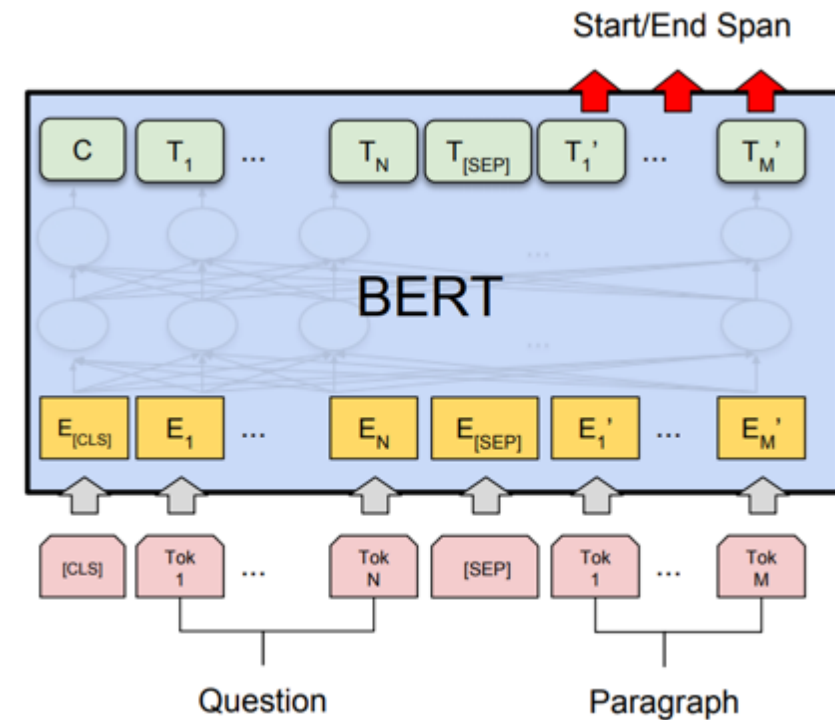 Start/End Span
C T1 ... TN T[SEP] T1’ ... TM’
...
BERT
...
E[CLS] E1 ... EN E[SEP] E1’ ... EM’
[CLS] Tok 1 ... Tok N [SEP] Tok 1 ... Tok M
Question Paragraph